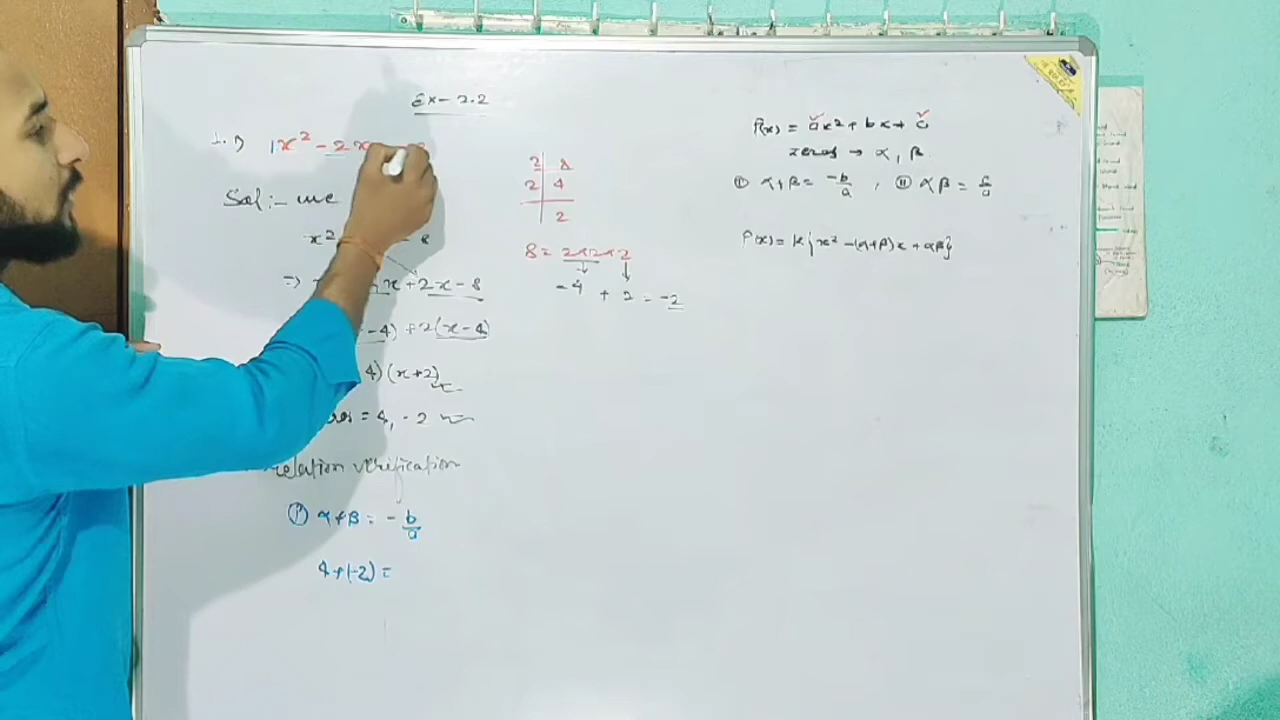 Ex - 2.2
1. i) 1x² - 2x
Sol :- we
x² - 8
⇒ x + 2x - 8
- 4) + 2(x - 4)
4) (x + 2)
= 4, - 2
relation verification
① α + β = - b/a
4 + (-2) =
2 | 8
2 | 4
2
8 = 2 × 2 × 2
- 4 + 2 = - 2
P(x) = ax² + bx + c
zeros → α, β
① α + β = -b/a , ② αβ = c/a
P(x) = k{x² - (α+β)x + αβ}